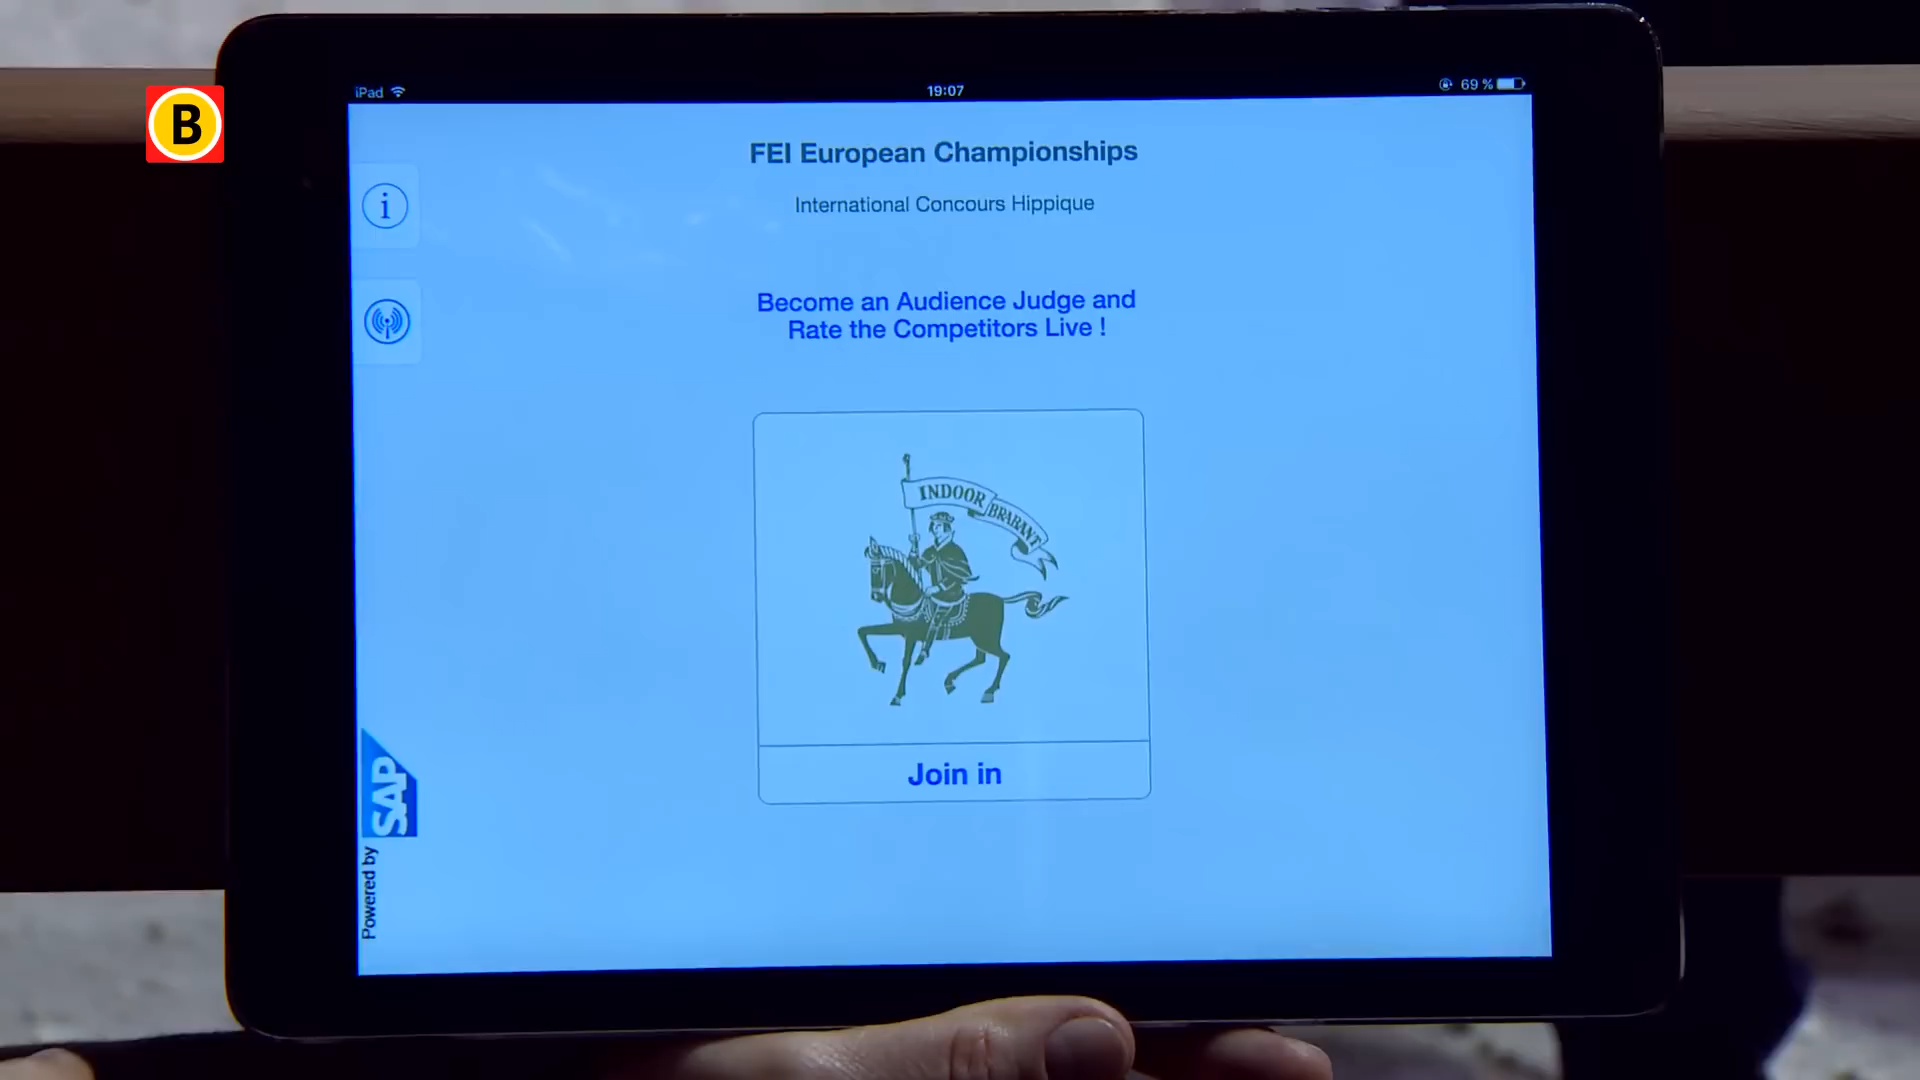 B
iPad 19:07 69 %
FEI European Championships
International Concours Hippique
i
Become an Audience Judge and
Rate the Competitors Live !
INDOOR BRABANT
Join in
Powered by SAP